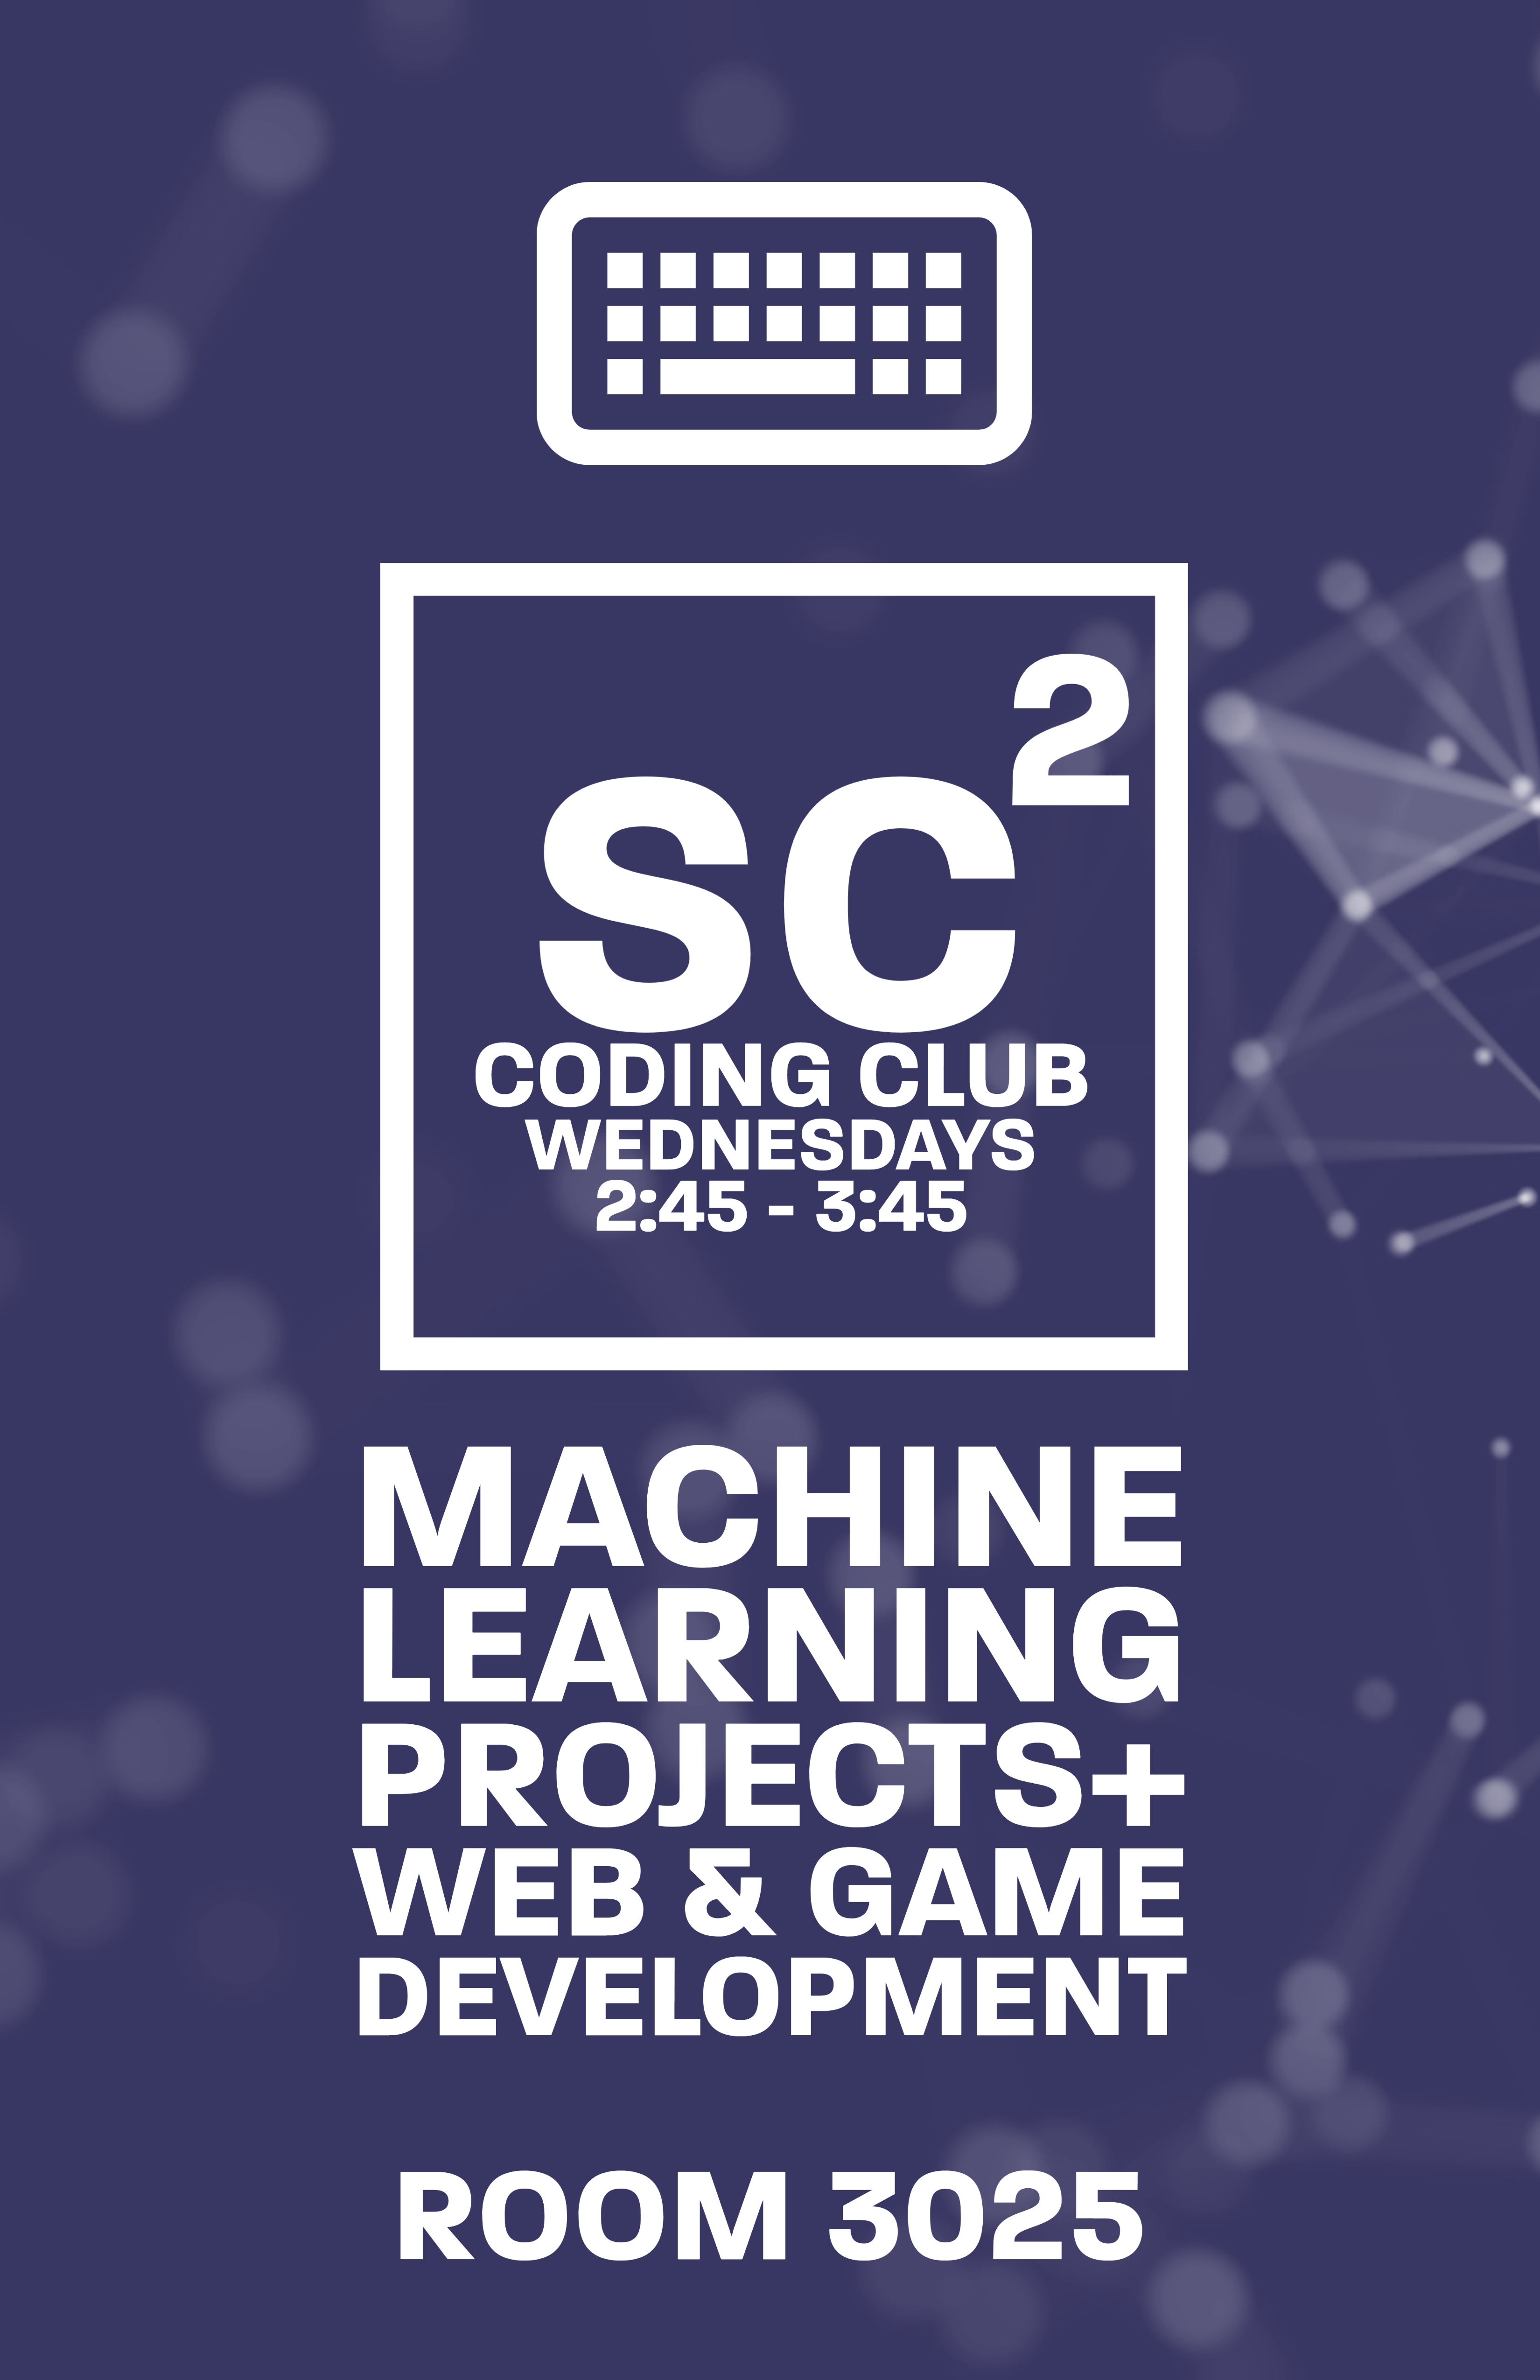 SC²
CODING CLUB
WEDNESDAYS
2:45 - 3:45
MACHINE
LEARNING
PROJECTS+
WEB & GAME
DEVELOPMENT
ROOM 3025